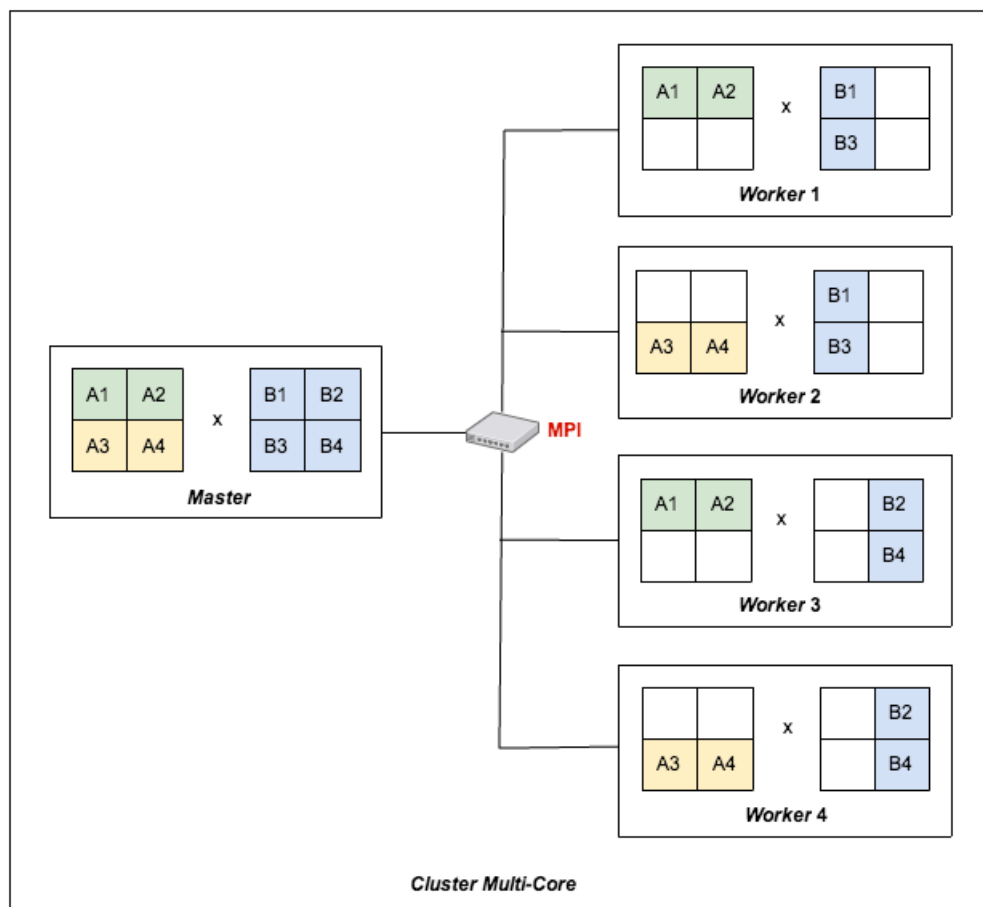 A1 A2 x B1
B3
Worker 1
B1
A3 A4 x B3
Worker 2
A1 A2 x B1 B2
A3 A4 B3 B4
Master
MPI
A1 A2 x B2
B4
Worker 3
B2
A3 A4 x B4
Worker 4
Cluster Multi-Core